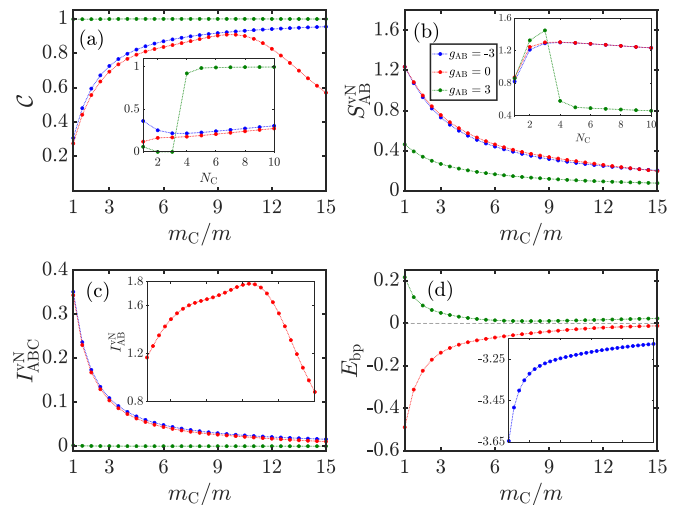 (a)
C
1
0.8
0.6
0.4
0.2
1
0.5
0
2 4 6 8 10
N_C
1 3 6 9 12 15
m_C/m
(b)
S^vN_AB
1.8
1.6
1.2
0.8
0.4
0
g_AB = -3
g_AB = 0
g_AB = 3
1.6
1.2
0.8
0.4
2 4 6 8 10
N_C
1 3 6 9 12 15
m_C/m
(c)
I^vN_ABC
0.4
0.3
0.2
0.1
0
I^vN_AB
1.8
1.6
1.2
0.8
1 3 6 9 12 15
m_C/m
(d)
E_bp
0.2
0
-0.2
-0.4
-0.6
-3.25
-3.45
-3.65
1 3 6 9 12 15
m_C/m